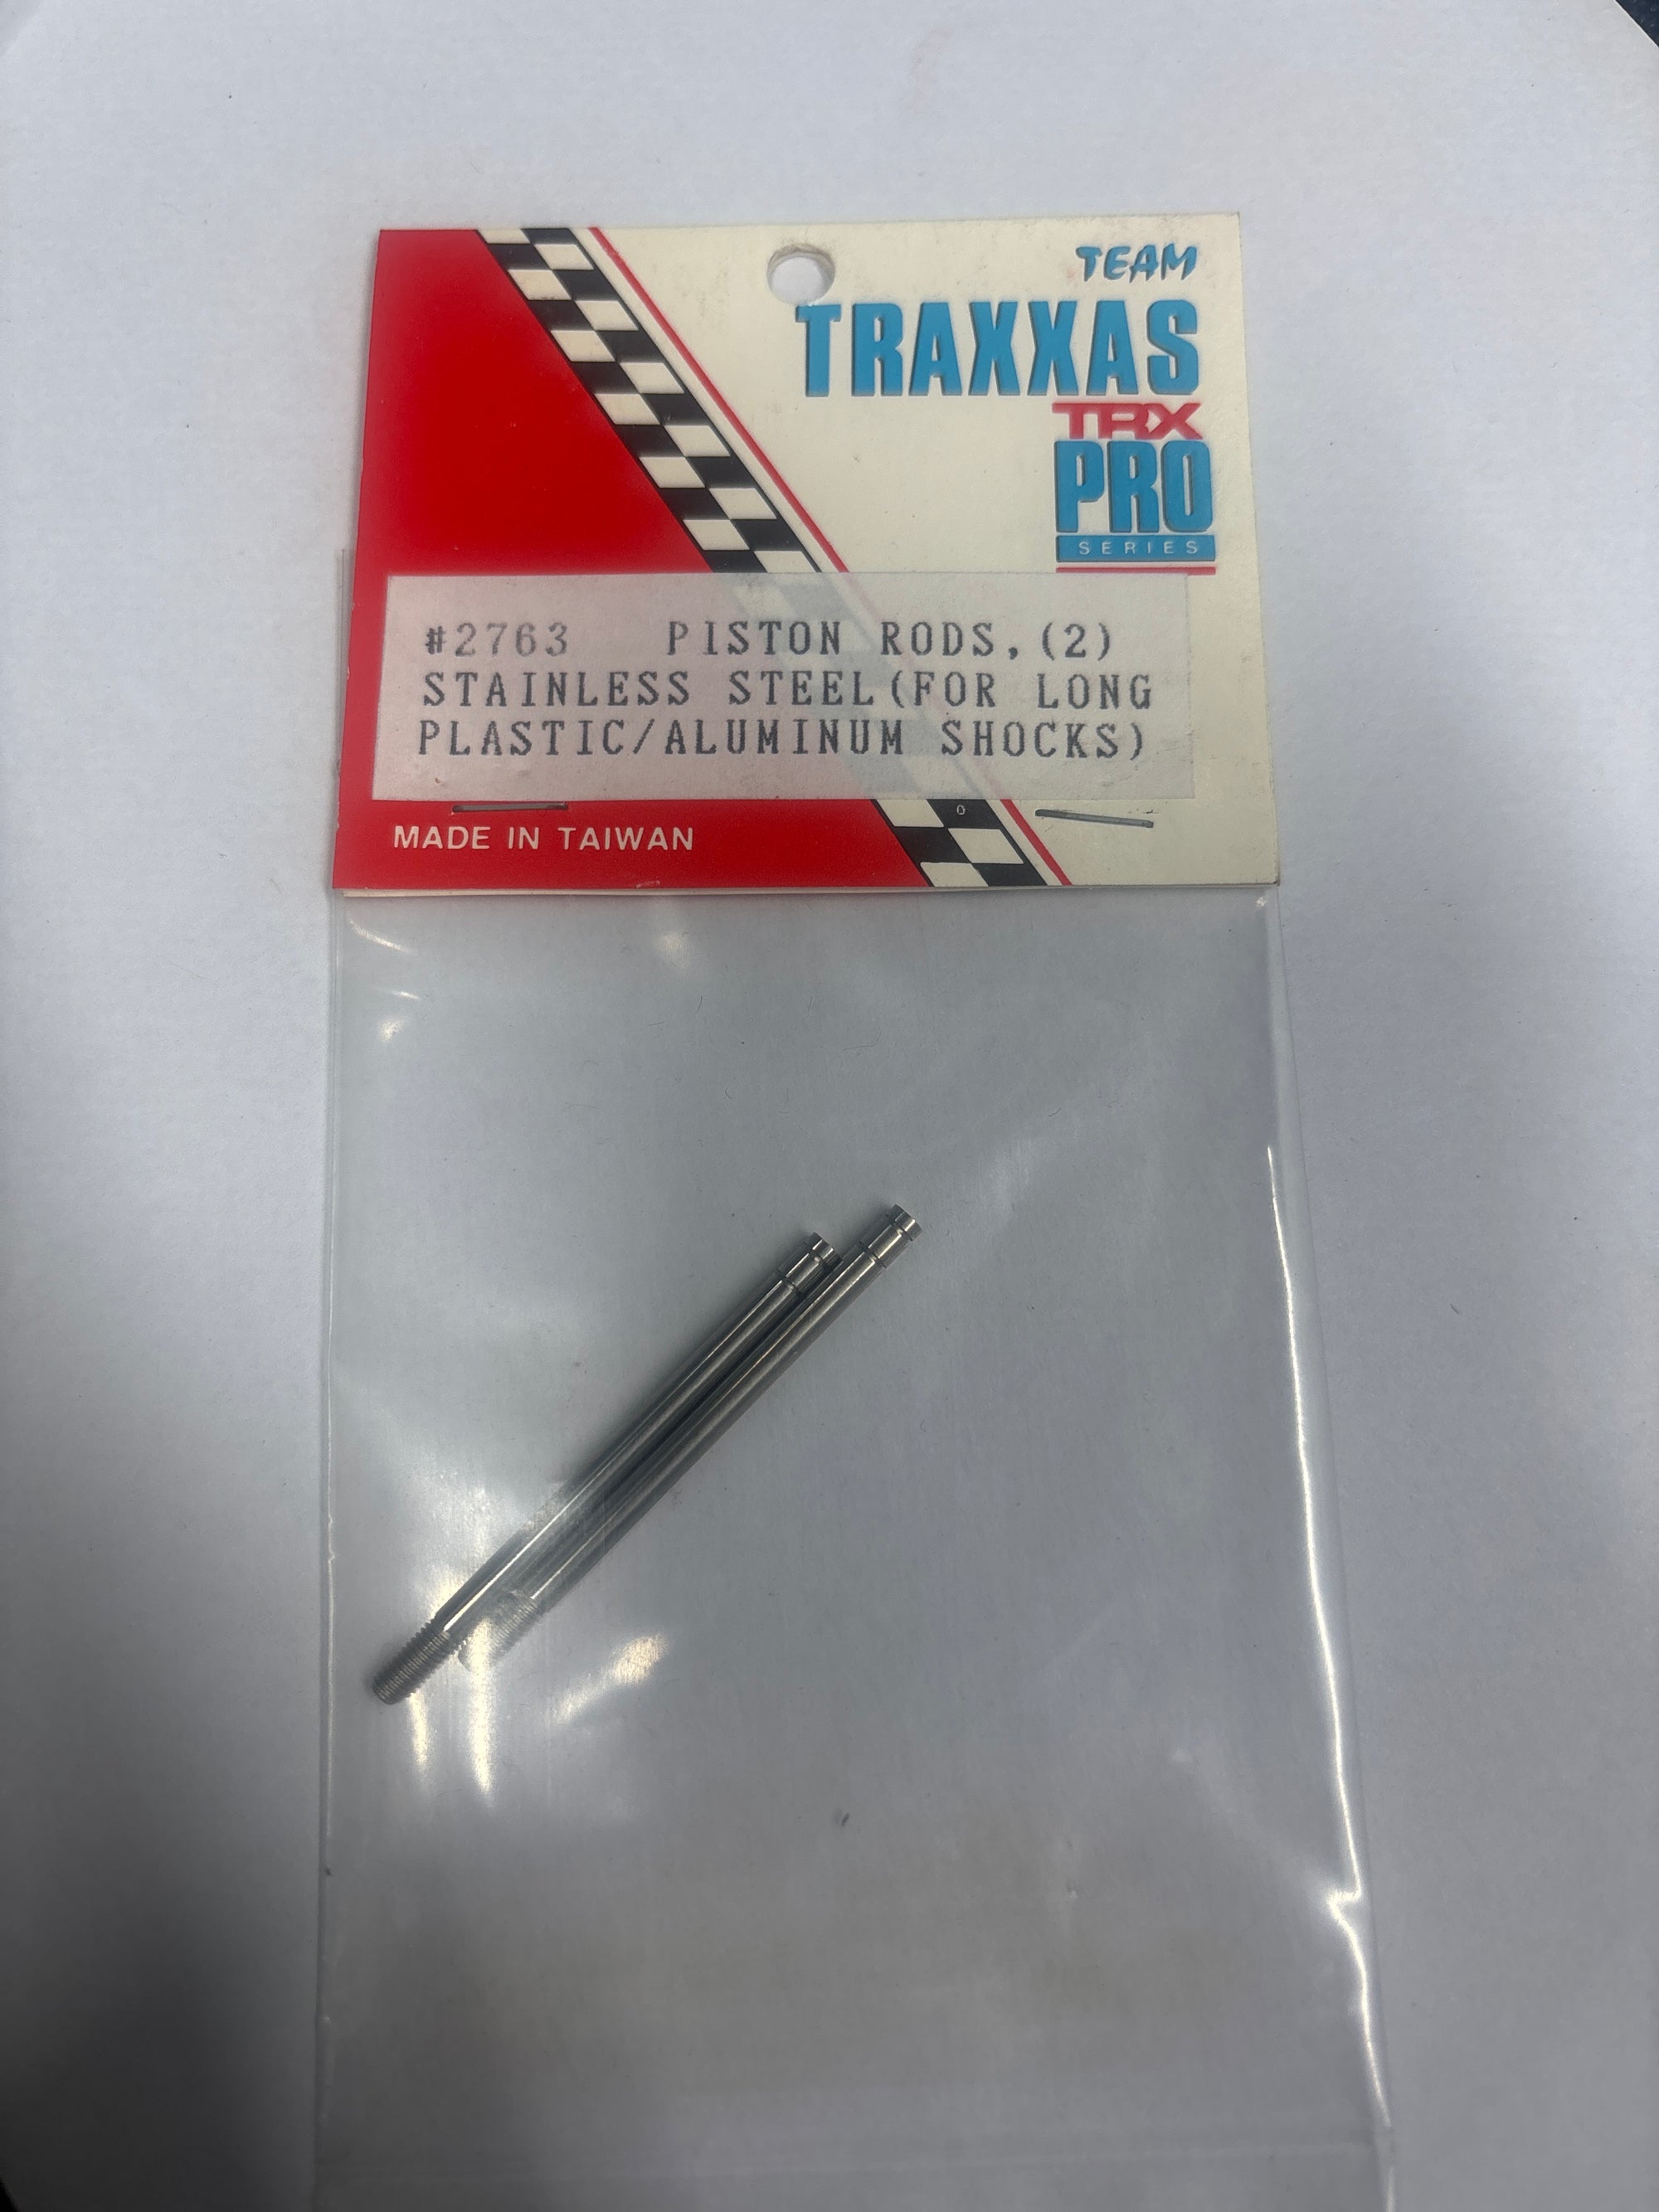 TEAM
TRAXXAS
TRX
PRO
SERIES
#2763 PISTON RODS,(2)
STAINLESS STEEL(FOR LONG
PLASTIC/ALUMINUM SHOCKS)
0
MADE IN TAIWAN